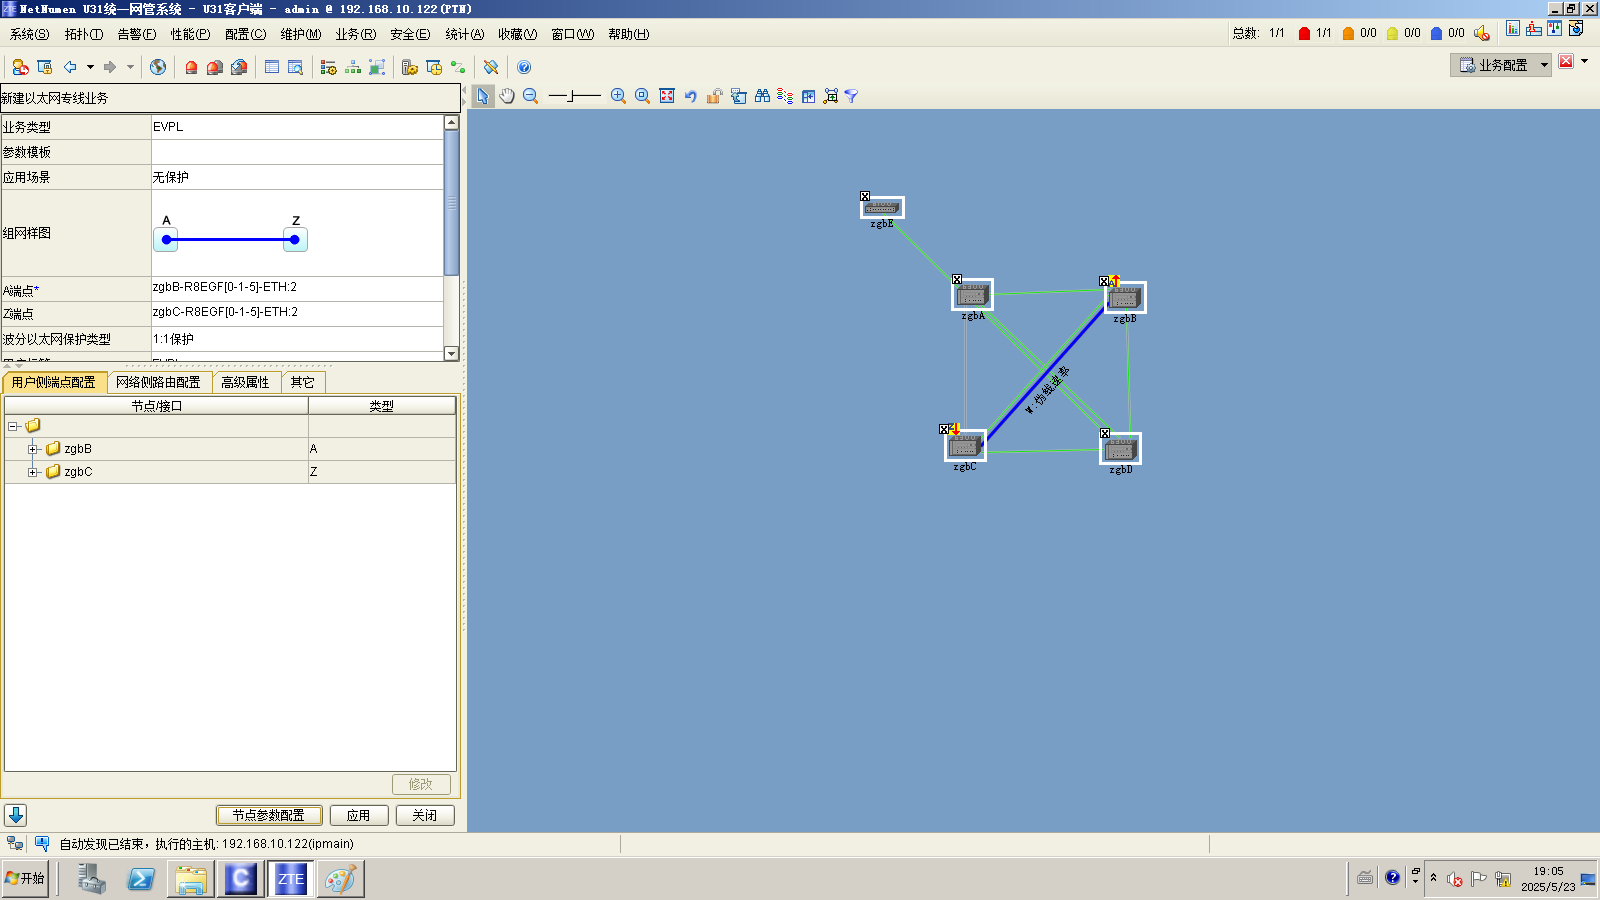 NetNumen U31统一网管系统 - U31客户端 - admin @ 192.168.10.122(PTN)
系统(S) 拓扑(T) 告警(F) 性能(P) 配置(C) 维护(M) 业务(R) 安全(E) 统计(A) 收藏(V) 窗口(W) 帮助(H)
总数: 1/1 1/1 0/0 0/0 0/0
业务配置
新建以太网专线业务
业务类型 EVPL
参数模板
应用场景 无保护
组网样图 A Z
A端点* zgbB-R8EGF[0-1-5]-ETH:2
Z端点 zgbC-R8EGF[0-1-5]-ETH:2
波分以太网保护类型 1:1保护
用户侧端点配置 网络侧路由配置 高级属性 其它
节点/接口 类型
zgbB A
zgbC Z
修改
节点参数配置 应用 关闭
zgbE
zgbA
zgbB
W:伪线速率
zgbC
zgbD
自动发现已结束，执行的主机: 192.168.10.122(ipmain)
开始
C
ZTE
19:05
2025/5/23